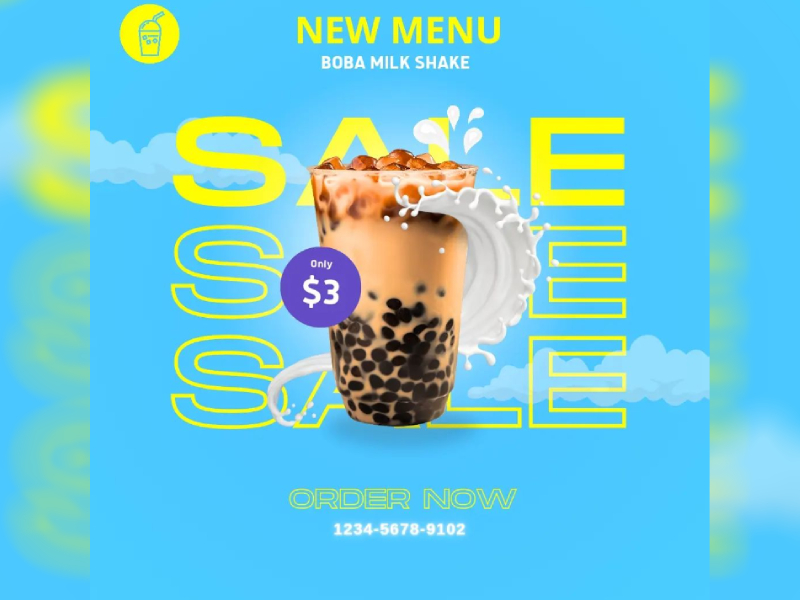 NEW MENU
BOBA MILK SHAKE
SALE
SALE
SALE
Only
$3
ORDER NOW
1234-5678-9102